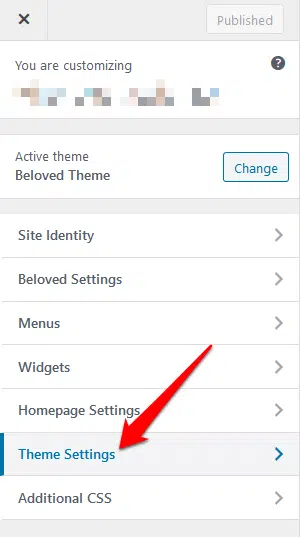 Published
You are customizing
Active theme
Beloved Theme
Change
Site Identity
Beloved Settings
Menus
Widgets
Homepage Settings
Theme Settings
Additional CSS